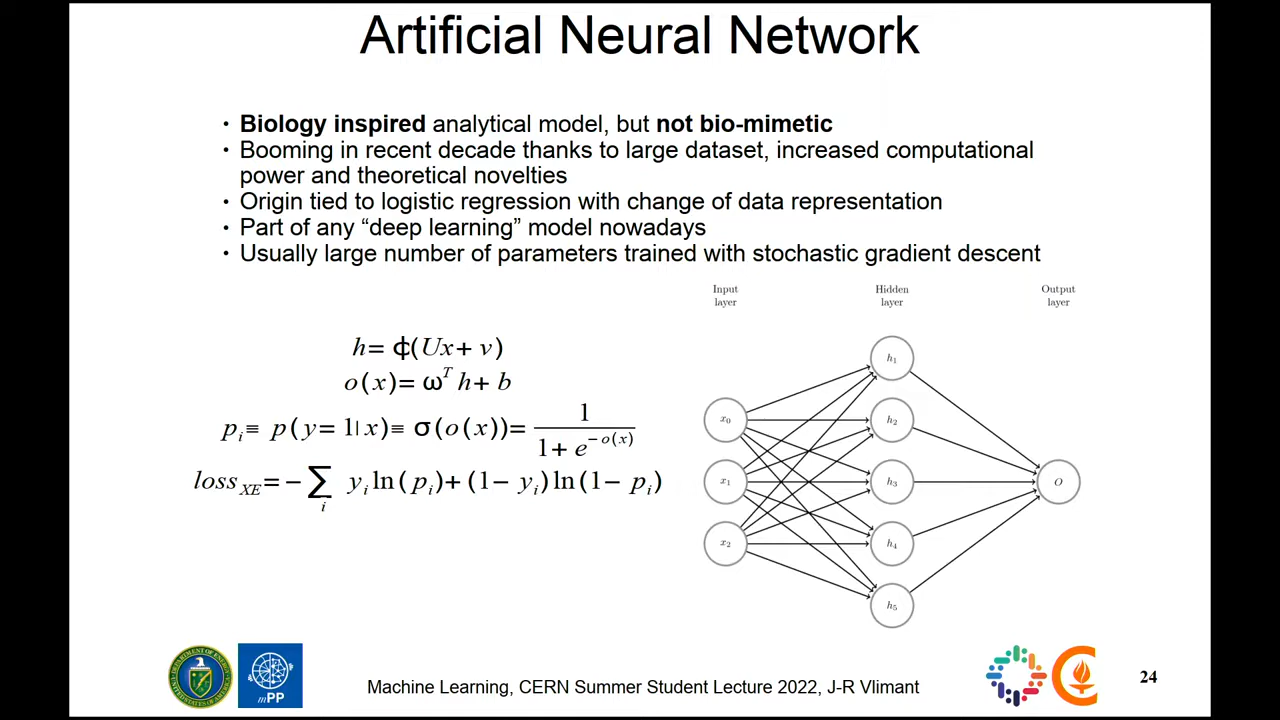 Artificial Neural Network
· Biology inspired analytical model, but not bio-mimetic
· Booming in recent decade thanks to large dataset, increased computational
power and theoretical novelties
· Origin tied to logistic regression with change of data representation
· Part of any “deep learning” model nowadays
· Usually large number of parameters trained with stochastic gradient descent
h= ϕ(Ux+ v)
o(x)= ω^T h+ b
p_i≡ p(y= 1|x)≡ σ(o(x))= 1/(1+ e^{−o(x)})
loss_XE= − ∑_i y_i ln(p_i)+ (1− y_i) ln(1− p_i)
Input
layer
Hidden
layer
Output
layer
x_0
x_1
x_2
h_1
h_2
h_3
h_4
h_5
O
mPP
Machine Learning, CERN Summer Student Lecture 2022, J-R Vlimant
24